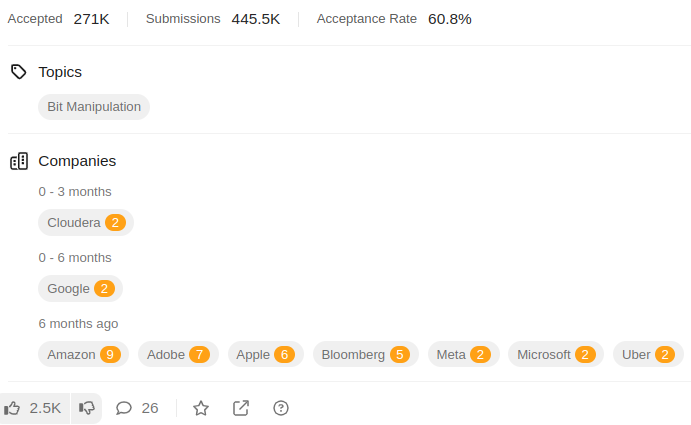 Accepted 271K Submissions 445.5K Acceptance Rate 60.8%
Topics
Bit Manipulation
Companies
0 - 3 months
Cloudera 2
0 - 6 months
Google 2
6 months ago
Amazon 9 Adobe 7 Apple 6 Bloomberg 5 Meta 2 Microsoft 2 Uber 2
2.5K 26